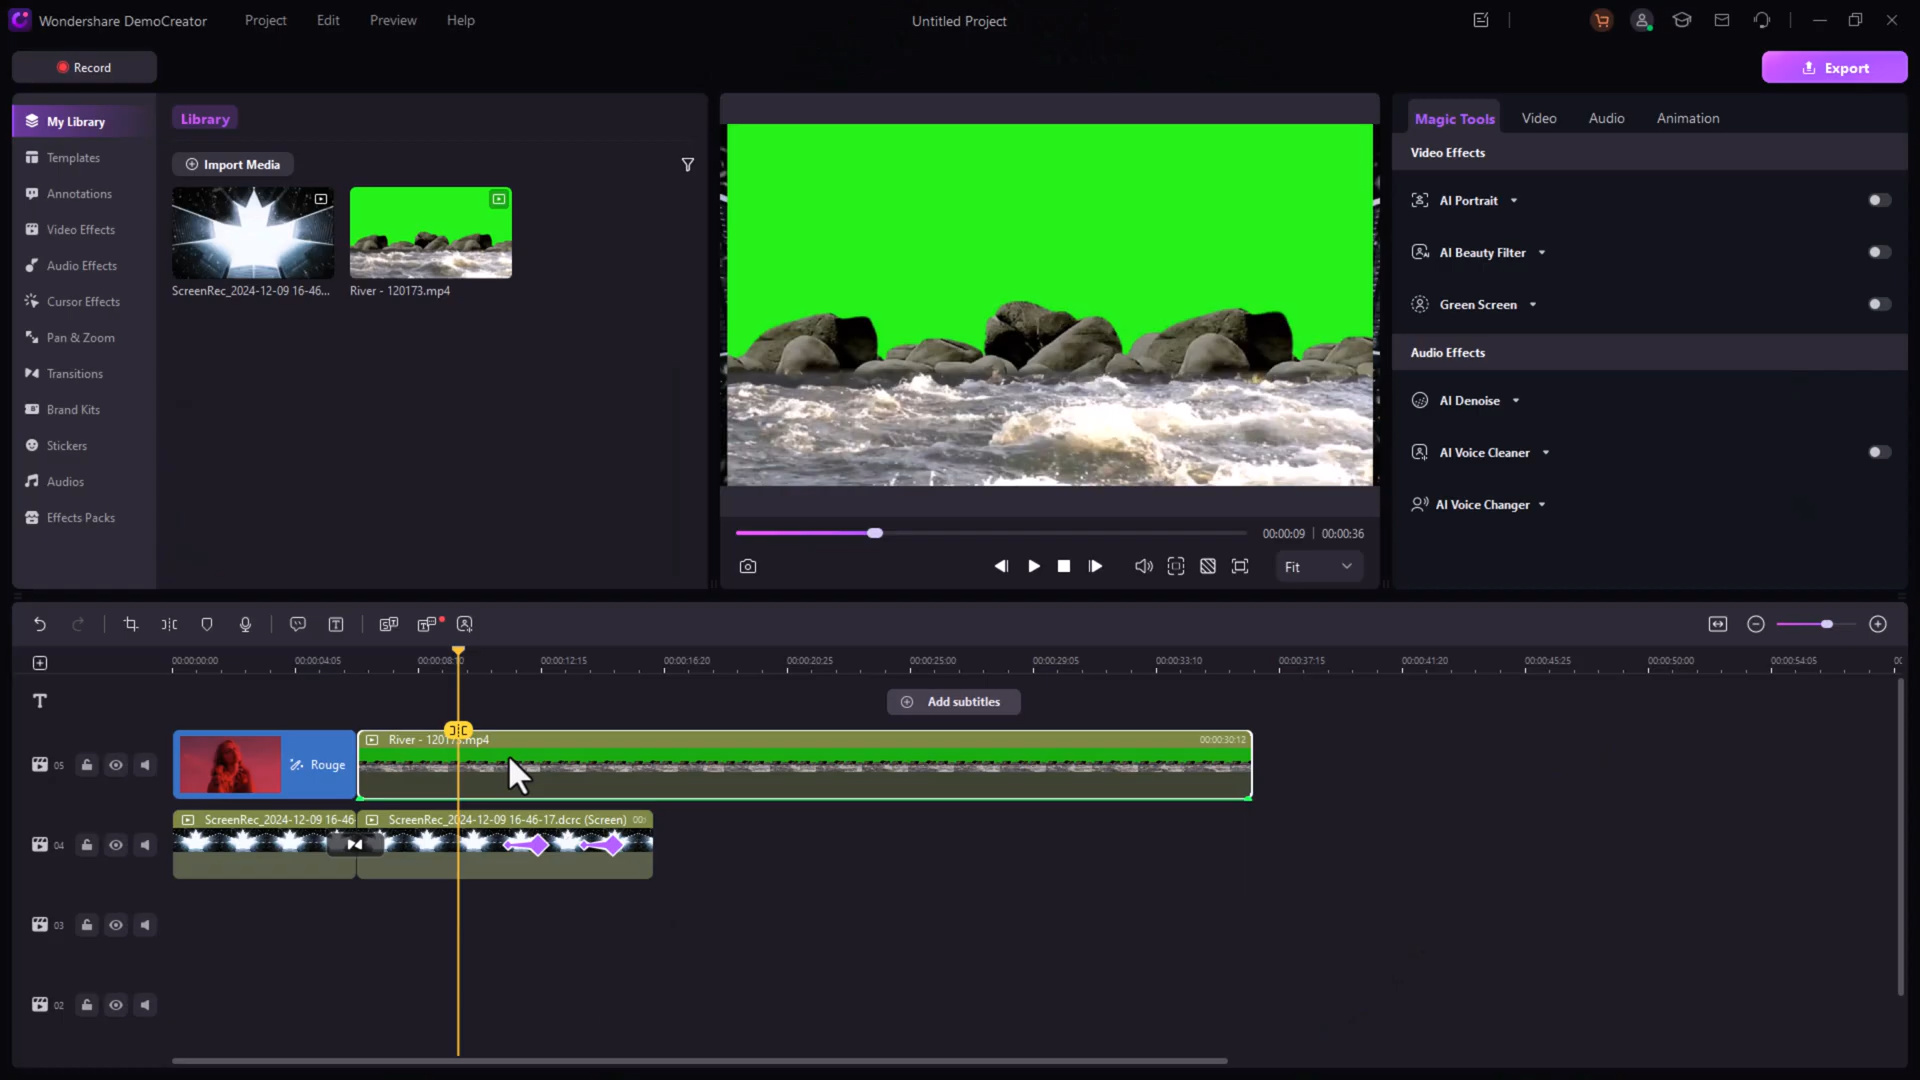 Wondershare DemoCreator Project Edit Preview Help Untitled Project
Record Export
My Library
Templates
Annotations
Video Effects
Audio Effects
Cursor Effects
Pan & Zoom
Transitions
Brand Kits
Stickers
Audios
Effects Packs
Library
Import Media
ScreenRec_2024-12-09 16-46... River - 120173.mp4
00:00:09 | 00:00:36
Fit
Magic Tools Video Audio Animation
Video Effects
AI Portrait
AI Beauty Filter
Green Screen
Audio Effects
AI Denoise
AI Voice Cleaner
AI Voice Changer
00:00:00:00 00:00:04:05 00:00:08:10 00:00:12:15 00:00:16:20 00:00:20:25 00:00:25:00 00:00:29:05 00:00:33:10 00:00:37:15 00:00:41:20 00:00:45:25 00:00:50:00 00:00:54:05
Add subtitles
05 Rouge River - 120173.mp4 00:00:30:12
04 ScreenRec_2024-12-09 16-46 ScreenRec_2024-12-09 16-46-17.dcrc (Screen) 00:
03
02